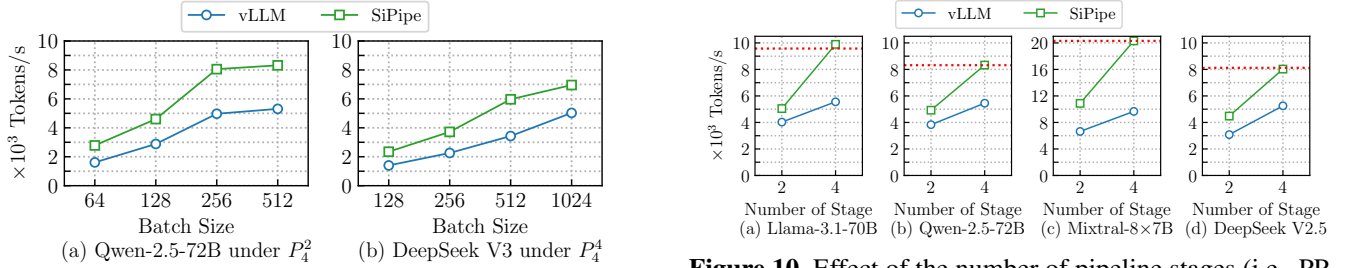 vLLM SiPipe
×10³ Tokens/s
10
8
6
4
2
0
64 128 256 512
Batch Size
(a) Qwen-2.5-72B under P₄²
10
8
6
4
2
0
128 256 512 1024
Batch Size
(b) DeepSeek V3 under P₄⁴
vLLM SiPipe
×10³ Tokens/s
10
8
6
4
2
0
2 4
Number of Stage
(a) Llama-3.1-70B
10
8
6
4
2
0
2 4
Number of Stage
(b) Qwen-2.5-72B
20
16
12
8
4
0
2 4
Number of Stage
(c) Mixtral-8×7B
10
8
6
4
2
0
2 4
Number of Stage
(d) DeepSeek V2.5
Figure 10. Effect of the number of pipeline stages (i.e., PP